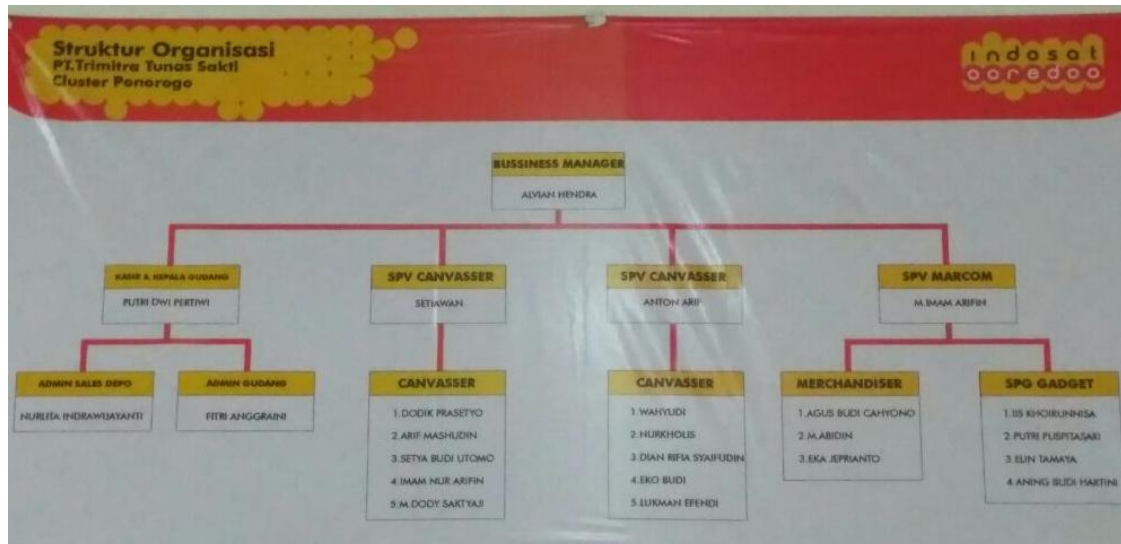 Struktur Organisasi
PT.Trimitra Tunas Sakti
Cluster Ponorogo
indosat
ooredoo
BUSSINESS MANAGER
ALVIAN HENDRA
KASIR & KEPALA GUDANG
PUTRI DWI PERTIWI
SPV CANVASSER
SETIAWAN
SPV CANVASSER
ANTON ARIF
SPV MARCOM
M.IMAM ARIFIN
ADMIN SALES DEPO
NURLITA INDRAWIJAYANTI
ADMIN GUDANG
FITRI ANGGRAINI
CANVASSER
1.DODIK PRASETYO
2.ARIF MASHUDIN
3.SETYA BUDI UTOMO
4.IMAM NUR ARIFIN
5.M.DODY SAKTYAJI
CANVASSER
1.WAHYUDI
2.NURKHOLIS
3.DIAN RIFIA SYAIFUDIN
4.EKO BUDI
5.LUKMAN EFENDI
MERCHANDISER
1.AGUS BUDI CAHYONO
2.M.ABIDIN
3.EKA JEPRIANTO
SPG GADGET
1.IIS KHOIRUNNISA
2.PUTRI PUSPITASARI
3.ELIN TAMAYA
4.ANING BUDI HARTINI